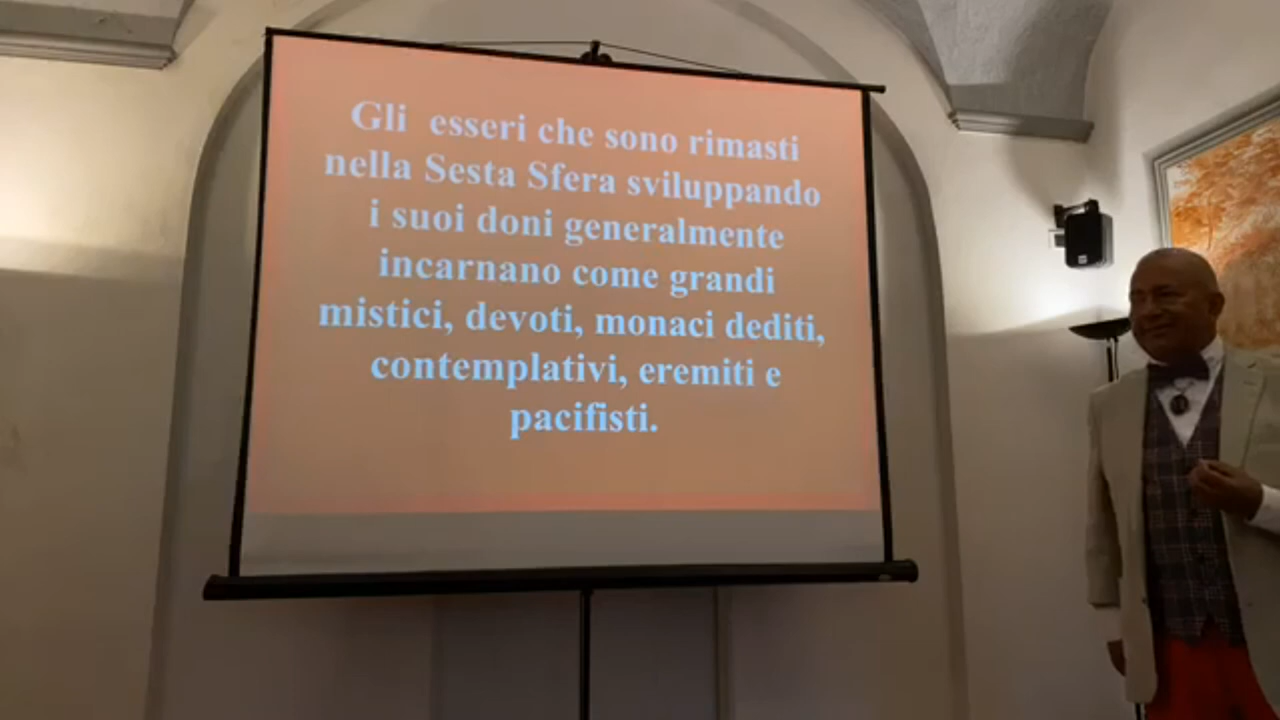 Gli esseri che sono rimasti
nella Sesta Sfera sviluppando
i suoi doni generalmente
incarnano come grandi
mistici, devoti, monaci dediti,
contemplativi, eremiti e
pacifisti.